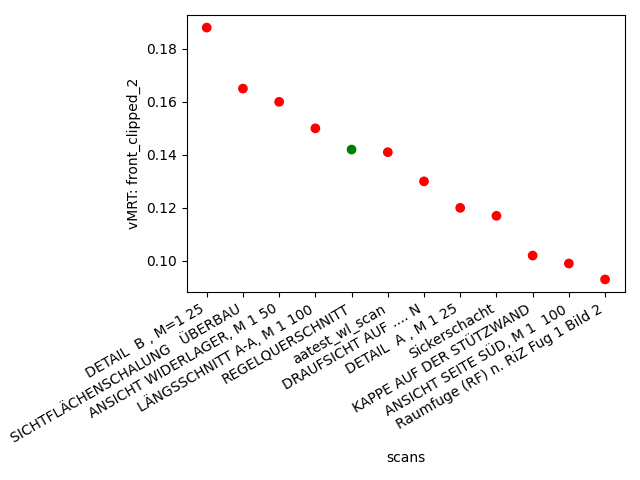 0.18
0.16
0.14
0.12
0.10
vMRT: front_clipped_2
DETAIL  B , M=1 25
SICHTFLÄCHENSCHALUNG   ÜBERBAU
ANSICHT WIDERLAGER, M 1 50
LÄNGSSCHNITT A-A, M 1 100
REGELQUERSCHNITT
aatest_wl_scan
DRAUFSICHT AUF .... N
DETAIL  A , M 1 25
Sickerschacht
KAPPE AUF DER STÜTZWAND
ANSICHT SEITE SÜD, M 1  100
Raumfuge (RF) n. RiZ Fug 1 Bild 2
scans